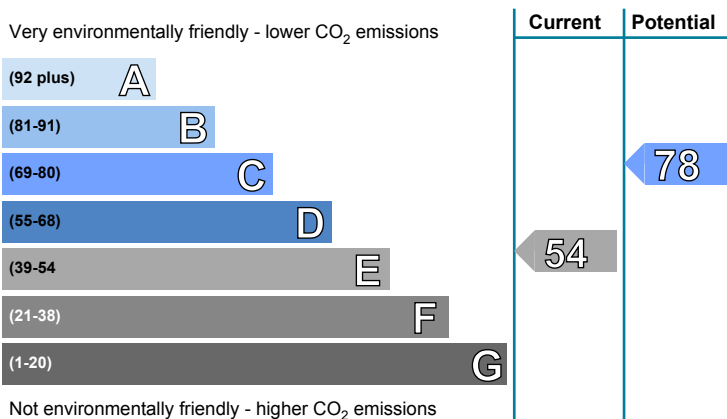 Current Potential
Very environmentally friendly - lower CO2 emissions
(92 plus) A
(81-91) B
(69-80) C 78
(55-68) D
(39-54 E 54
(21-38) F
(1-20) G
Not environmentally friendly - higher CO2 emissions